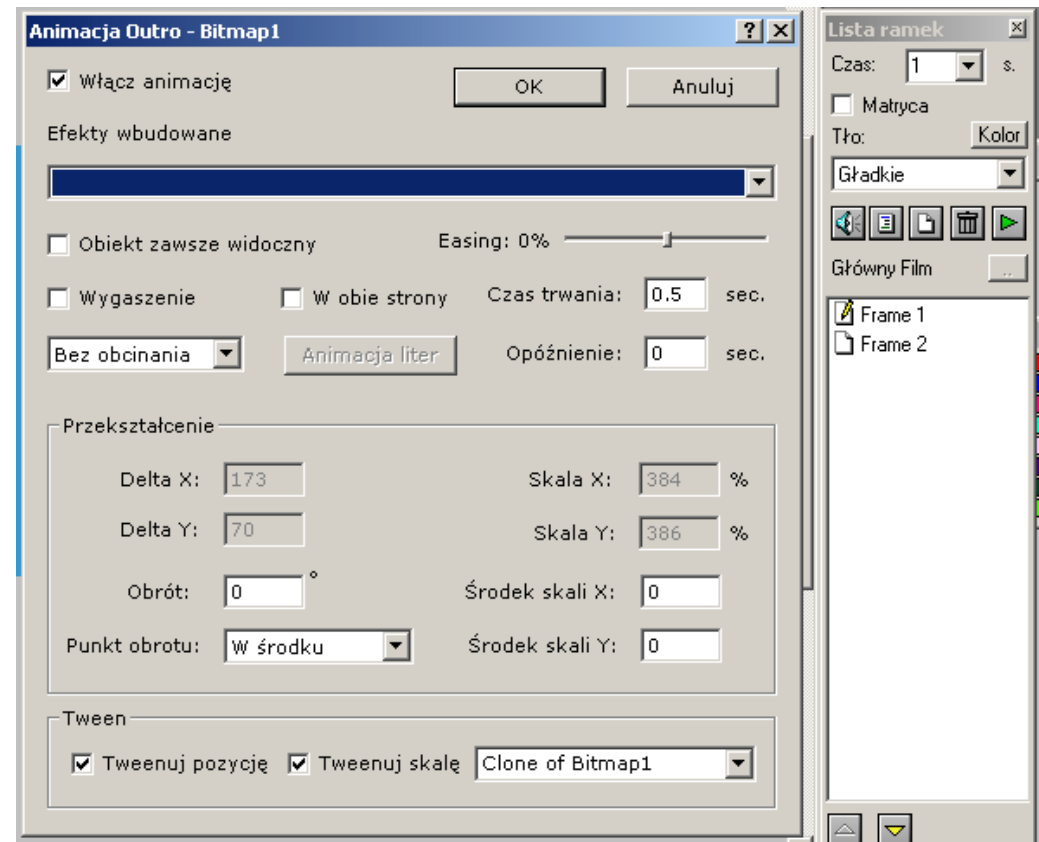 Animacja Outro - Bitmap1
Włącz animację
OK
Anuluj
Efekty wbudowane
Obiekt zawsze widoczny
Easing: 0%
Wygaszenie
W obie strony
Czas trwania: 0.5 sec.
Bez obcinania
Animacja liter
Opóźnienie: 0 sec.
Przekształcenie
Delta X: 173
Skala X: 384 %
Delta Y: 70
Skala Y: 386 %
Obrót: 0 °
Środek skali X: 0
Punkt obrotu: W środku
Środek skali Y: 0
Tween
Tweenuj pozycję
Tweenuj skalę
Clone of Bitmap1
Lista ramek
Czas: 1 s.
Matryca
Tło: Kolor
Gładkie
Główny Film ..
Frame 1
Frame 2